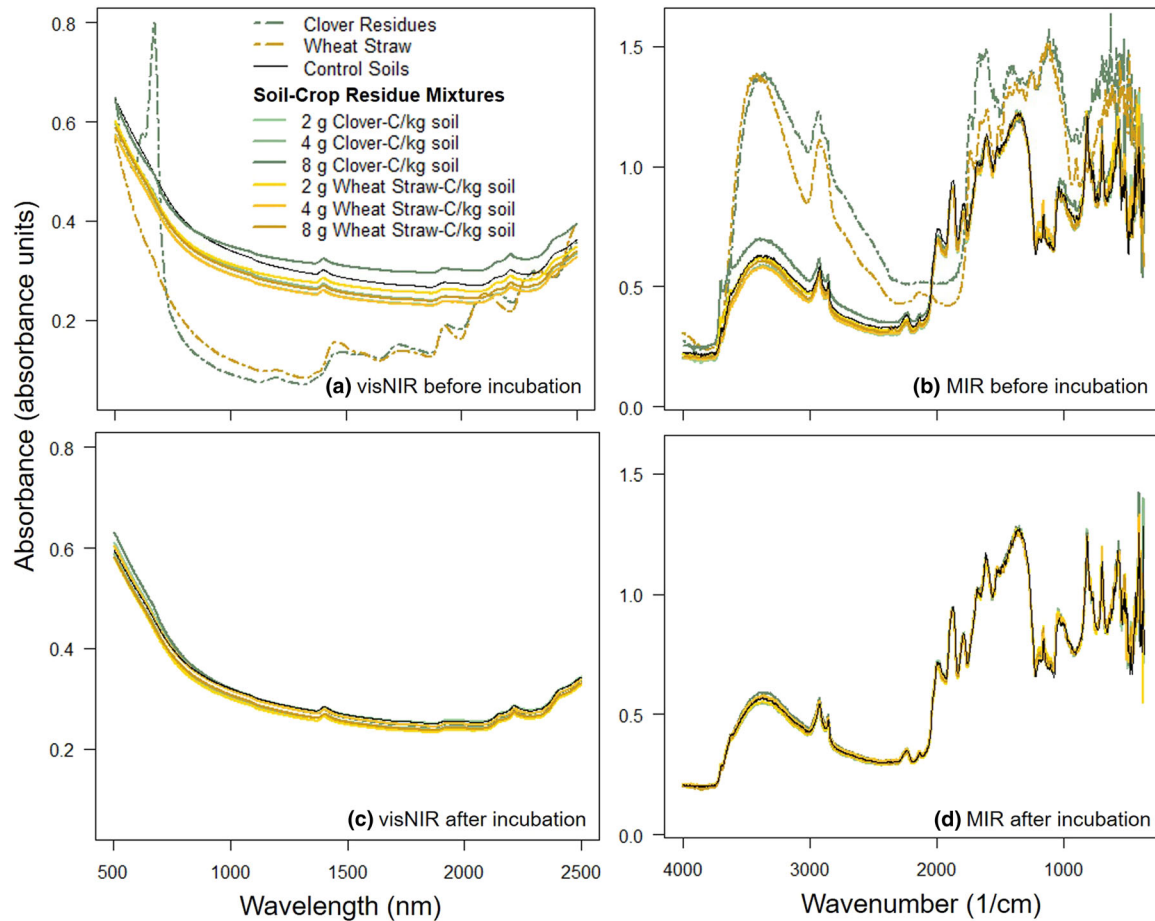 Absorbance (absorbance units)
0.8
0.6
0.4
0.2
Clover Residues
Wheat Straw
Control Soils
Soil-Crop Residue Mixtures
2 g Clover-C/kg soil
4 g Clover-C/kg soil
8 g Clover-C/kg soil
2 g Wheat Straw-C/kg soil
4 g Wheat Straw-C/kg soil
8 g Wheat Straw-C/kg soil
(a) visNIR before incubation
1.5
1.0
0.5
0.0
(b) MIR before incubation
0.8
0.6
0.4
0.2
(c) visNIR after incubation
500 1000 1500 2000 2500
Wavelength (nm)
1.5
1.0
0.5
0.0
(d) MIR after incubation
4000 3000 2000 1000
Wavenumber (1/cm)